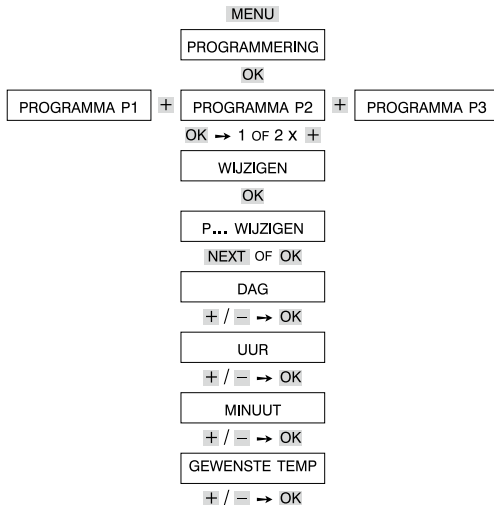 MENU
PROGRAMMERING
OK
PROGRAMMA P1 + PROGRAMMA P2 + PROGRAMMA P3
OK → 1 OF 2 X +
WIJZIGEN
OK
P... WIJZIGEN
NEXT OF OK
DAG
+ / − → OK
UUR
+ / − → OK
MINUUT
+ / − → OK
GEWENSTE TEMP
+ / − → OK